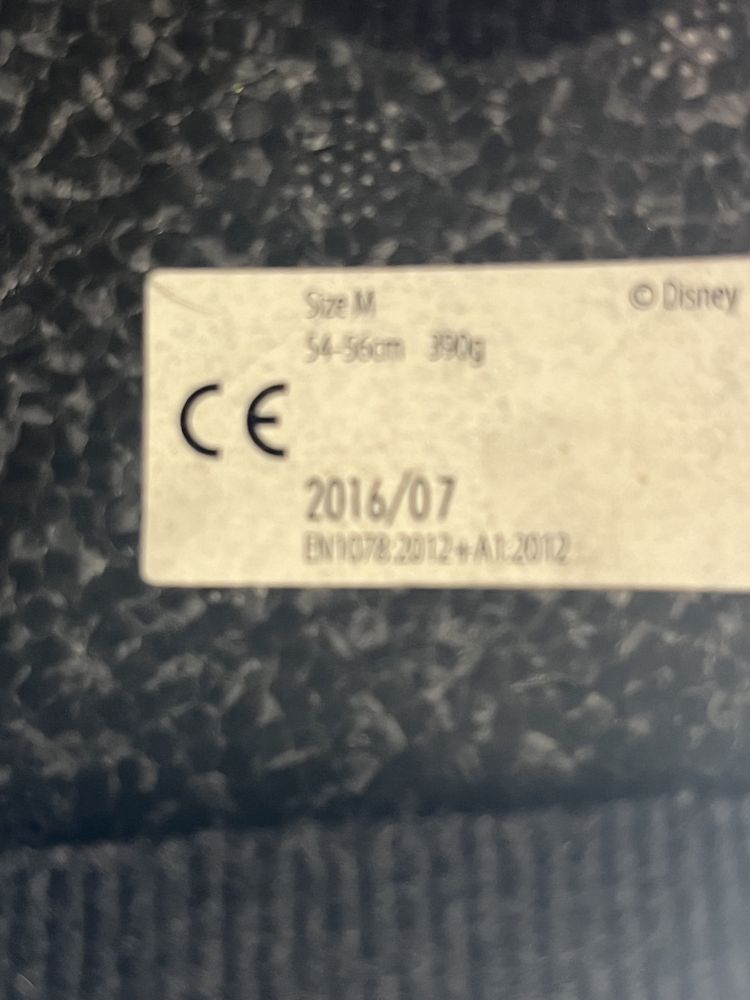 Size M
© Disney
54-56cm 390g
CE
2016/07
EN1078:2012+A1:2012